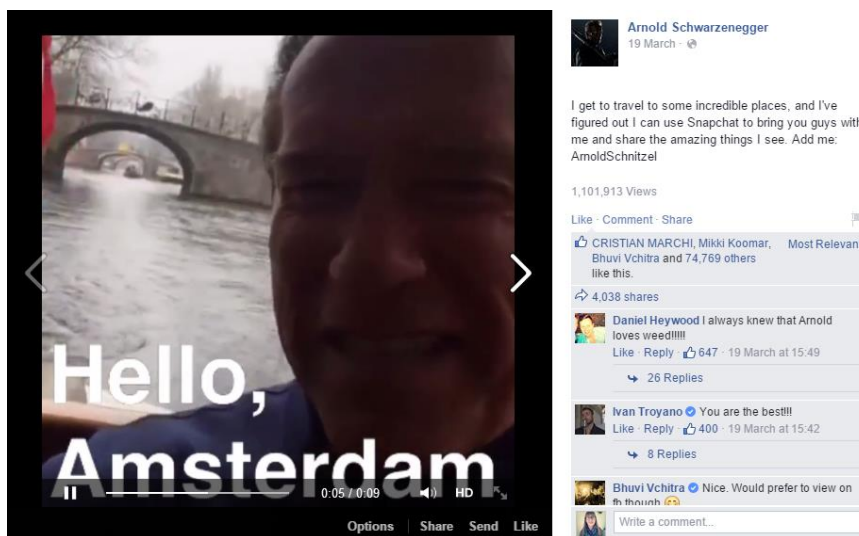 Hello,
Amsterdam
0:05 / 0:09
HD
Options
Share Send Like
Arnold Schwarzenegger
19 March ·
I get to travel to some incredible places, and I've
figured out I can use Snapchat to bring you guys with
me and share the amazing things I see. Add me:
ArnoldSchnitzel
1,101,913 Views
Like · Comment · Share
CRISTIAN MARCHI, Mikki Koomar,
Bhuvi Vchitra and 74,769 others
like this.
Most Relevan
4,038 shares
Daniel Heywood I always knew that Arnold
loves weed!!!!!
Like · Reply · 647 · 19 March at 15:49
26 Replies
Ivan Troyano You are the best!!!
Like · Reply · 400 · 19 March at 15:42
8 Replies
Bhuvi Vchitra Nice. Would prefer to view on
fb though
Write a comment...